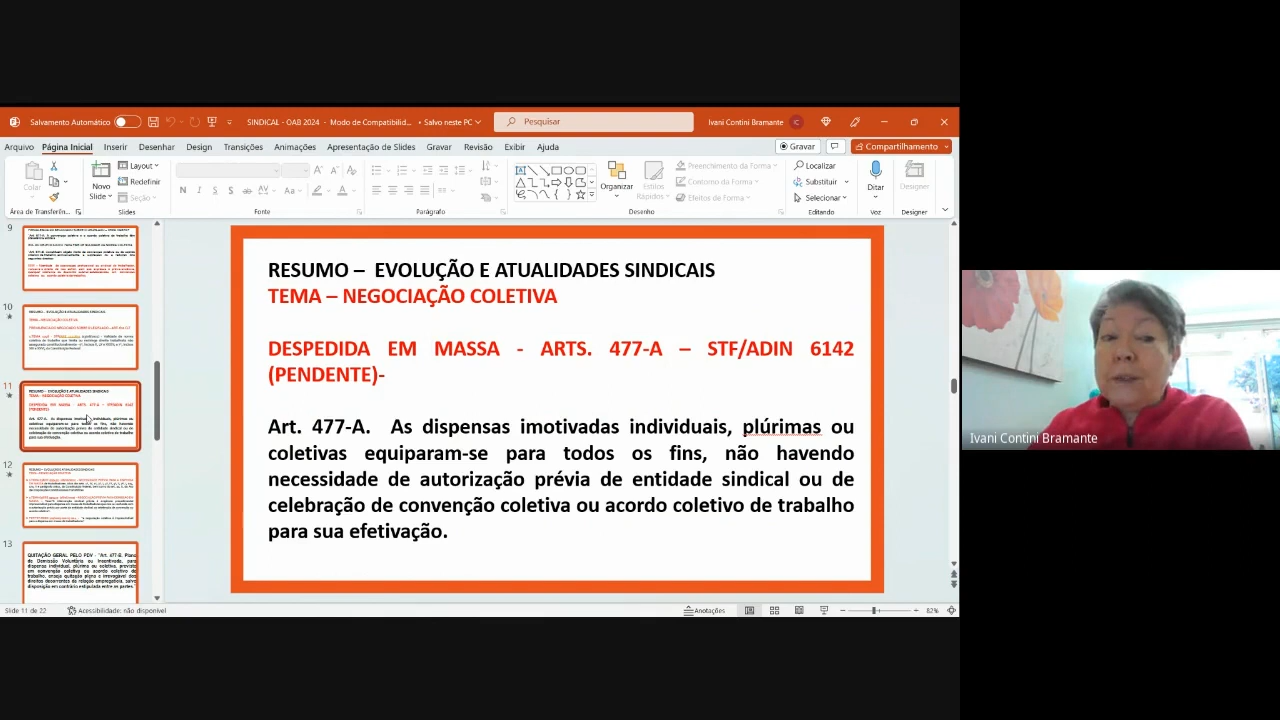 Salvamento Automático
SINDICAL - OAB 2024 - Modo de Compatibilid... • Salvo neste PC
Pesquisar
Ivani Contini Bramante
Arquivo Página Inicial Inserir Desenhar Design Transições Animações Apresentação de Slides Gravar Revisão Exibir Ajuda
Gravar
Compartilhamento
Colar
Novo
Slide
Layout
Redefinir
Seção
Organizar
Estilos
Rápidos
Preenchimento da Forma
Contorno da Forma
Efeitos de Forma
Localizar
Substituir
Selecionar
Ditar
Designer
Área de Transferên...
Slides
Fonte
Parágrafo
Desenho
Editando
Voz
Designer
9
10
11
12
13
RESUMO – EVOLUÇÃO E ATUALIDADES SINDICAIS
TEMA – NEGOCIAÇÃO COLETIVA
DESPEDIDA EM MASSA - ARTS. 477-A – STF/ADIN 6142
(PENDENTE)-
Art. 477-A. As dispensas imotivadas individuais, plúrimas ou
coletivas equiparam-se para todos os fins, não havendo
necessidade de autorização prévia de entidade sindical ou de
celebração de convenção coletiva ou acordo coletivo de trabalho
para sua efetivação.
Ivani Contini Bramante
Slide 11 de 22
Acessibilidade: não disponível
Anotações
82%